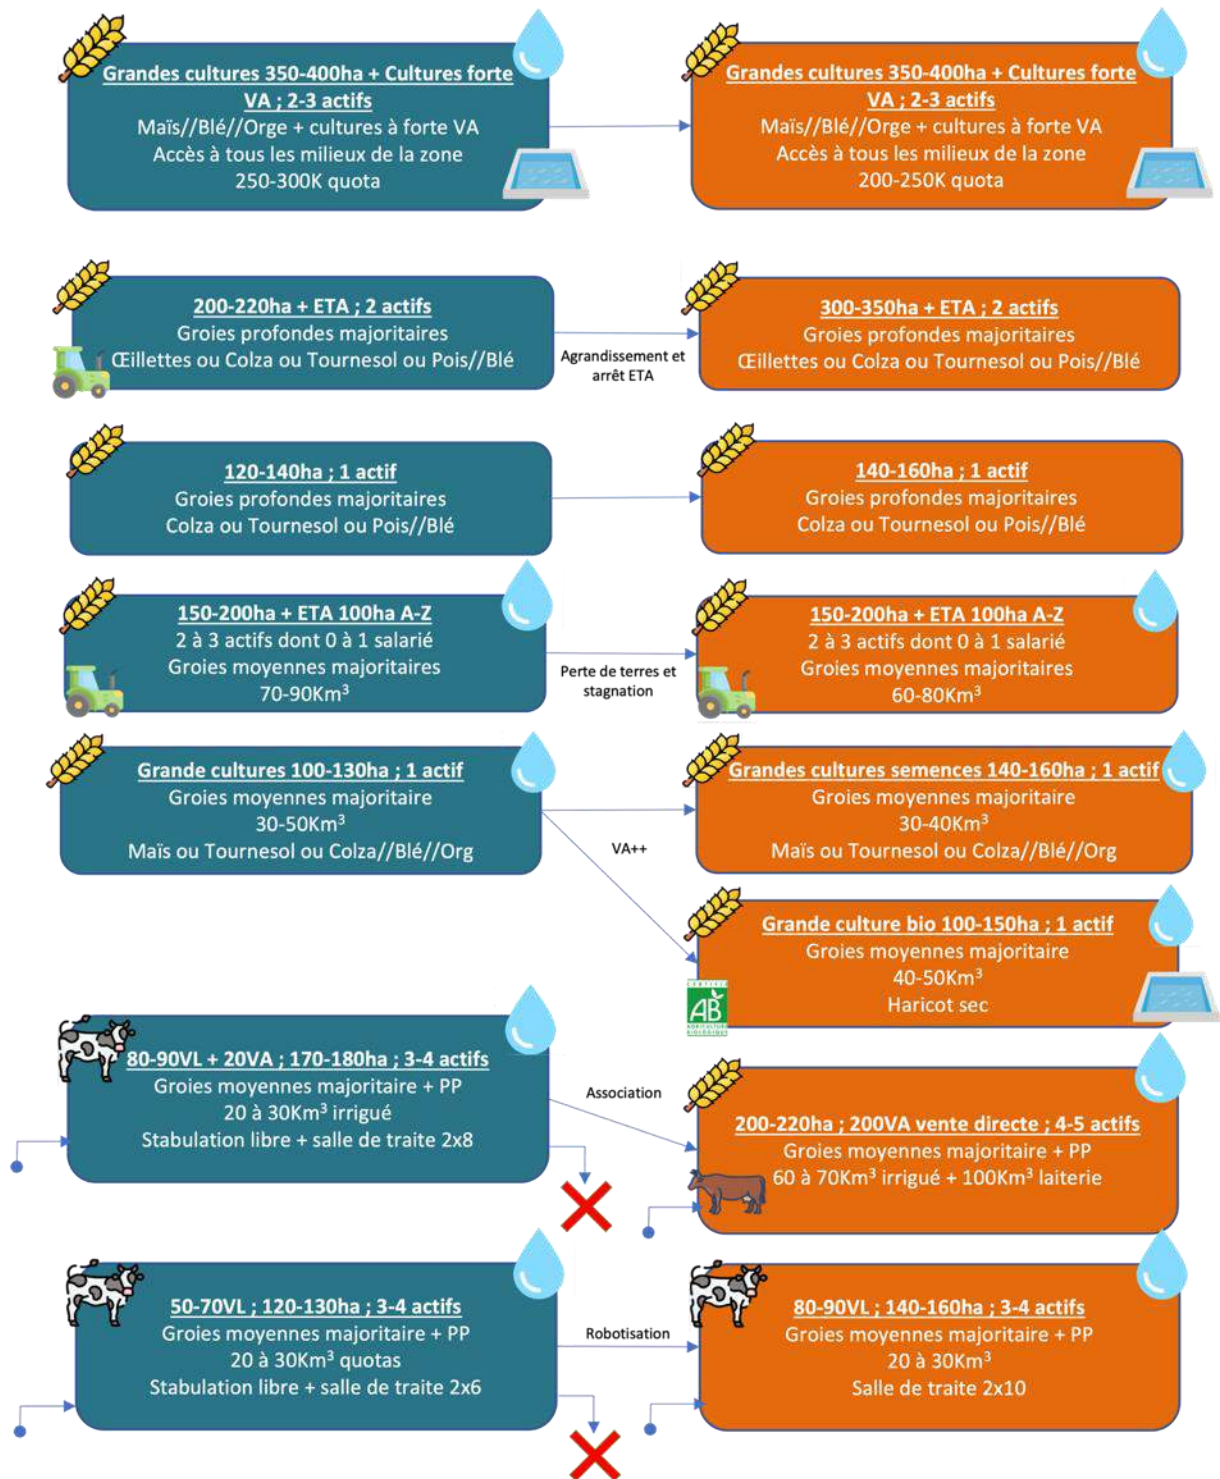 Grandes cultures 350-400ha + Cultures forte
VA ; 2-3 actifs
Maïs//Blé//Orge + cultures à forte VA
Accès à tous les milieux de la zone
250-300K quota
Grandes cultures 350-400ha + Cultures forte
VA ; 2-3 actifs
Maïs//Blé//Orge + cultures à forte VA
Accès à tous les milieux de la zone
200-250K quota
200-220ha + ETA ; 2 actifs
Groies profondes majoritaires
Œillettes ou Colza ou Tournesol ou Pois//Blé
Agrandissement et
arrêt ETA
300-350ha + ETA ; 2 actifs
Groies profondes majoritaires
Œillettes ou Colza ou Tournesol ou Pois//Blé
120-140ha ; 1 actif
Groies profondes majoritaires
Colza ou Tournesol ou Pois//Blé
140-160ha ; 1 actif
Groies profondes majoritaires
Colza ou Tournesol ou Pois//Blé
150-200ha + ETA 100ha A-Z
2 à 3 actifs dont 0 à 1 salarié
Groies moyennes majoritaires
70-90Km³
Perte de terres et
stagnation
150-200ha + ETA 100ha A-Z
2 à 3 actifs dont 0 à 1 salarié
Groies moyennes majoritaires
60-80Km³
Grande cultures 100-130ha ; 1 actif
Groies moyennes majoritaire
30-50Km³
Maïs ou Tournesol ou Colza//Blé//Org
VA++
Grandes cultures semences 140-160ha ; 1 actif
Groies moyennes majoritaire
30-40Km³
Maïs ou Tournesol ou Colza//Blé//Org
Grande culture bio 100-150ha ; 1 actif
Groies moyennes majoritaire
40-50Km³
Haricot sec
CERTIFIÉ
AB
AGRICULTURE
BIOLOGIQUE
80-90VL + 20VA ; 170-180ha ; 3-4 actifs
Groies moyennes majoritaire + PP
20 à 30Km³ irrigué
Stabulation libre + salle de traite 2x8
Association
200-220ha ; 200VA vente directe ; 4-5 actifs
Groies moyennes majoritaire + PP
60 à 70Km³ irrigué + 100Km³ laiterie
50-70VL ; 120-130ha ; 3-4 actifs
Groies moyennes majoritaire + PP
20 à 30Km³ quotas
Stabulation libre + salle de traite 2x6
Robotisation
80-90VL ; 140-160ha ; 3-4 actifs
Groies moyennes majoritaire + PP
20 à 30Km³
Salle de traite 2x10